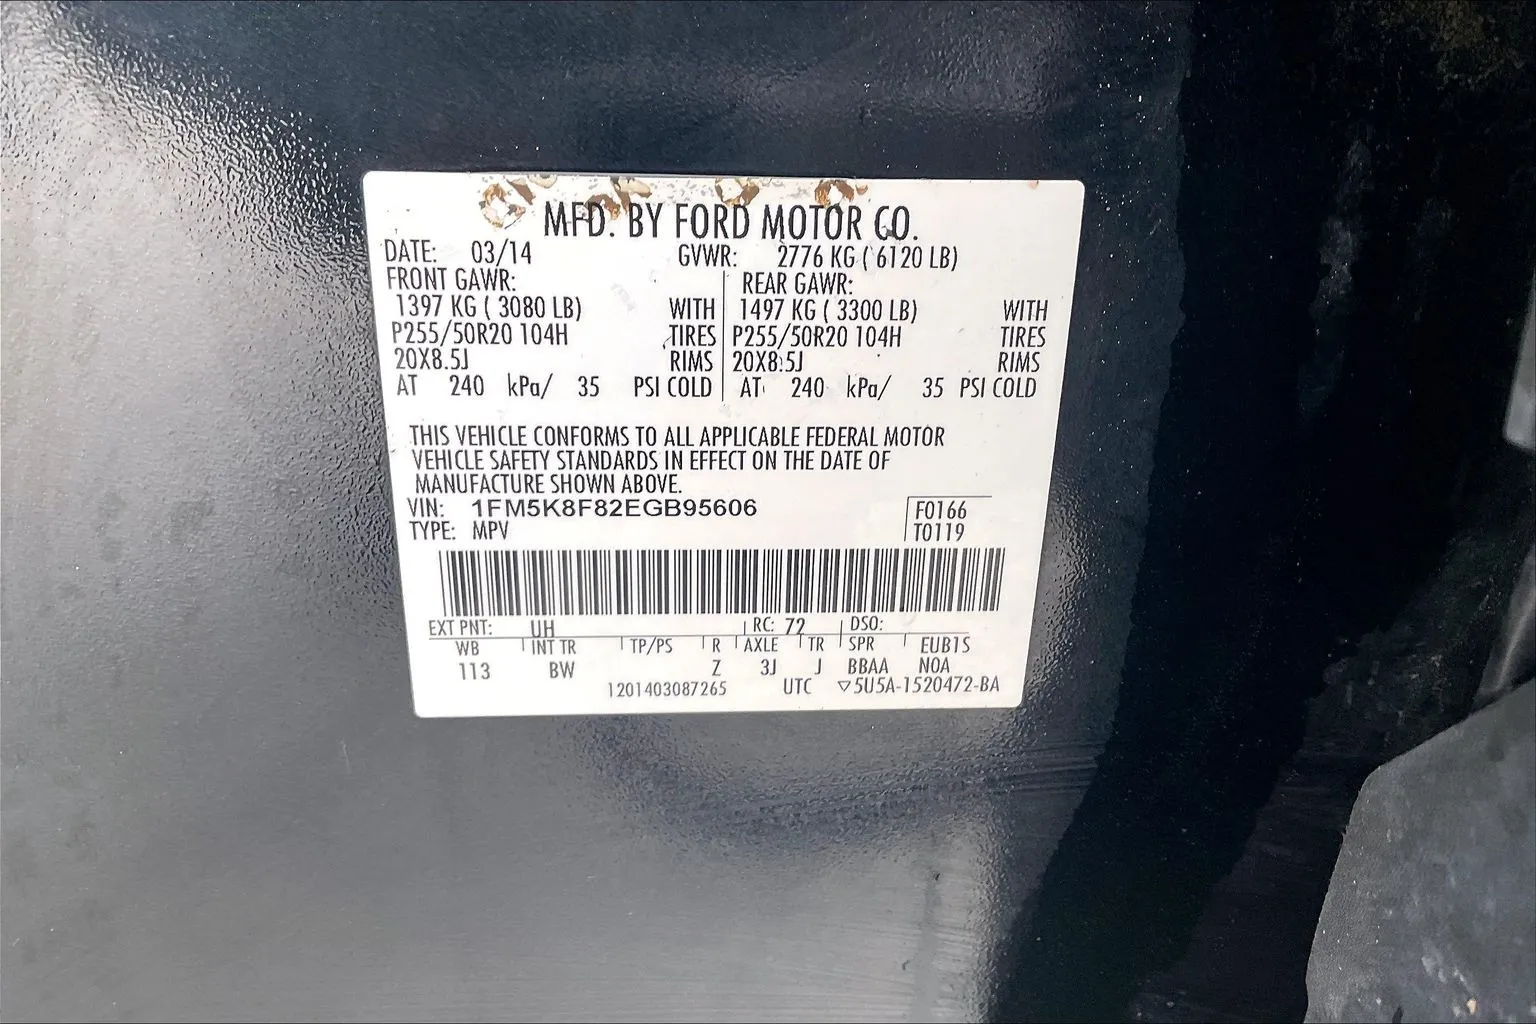 MFD. BY FORD MOTOR CO.
DATE: 03/14 GVWR: 2776 KG ( 6120 LB)
FRONT GAWR: REAR GAWR:
1397 KG ( 3080 LB) WITH 1497 KG ( 3300 LB) WITH
P255/50R20 104H TIRES P255/50R20 104H TIRES
20X8.5J RIMS 20X8.5J RIMS
AT 240 kPa/ 35 PSI COLD AT 240 kPa/ 35 PSI COLD
THIS VEHICLE CONFORMS TO ALL APPLICABLE FEDERAL MOTOR
VEHICLE SAFETY STANDARDS IN EFFECT ON THE DATE OF
MANUFACTURE SHOWN ABOVE.
VIN: 1FM5K8F82EGB95606 F0166
TYPE: MPV T0119
EXT PNT: UH RC: 72 DSO:
WB INT TR TP/PS R AXLE TR SPR EUB1S
113 BW Z 3J J BBAA NOA
1201403087265 UTC ▽5U5A-1520472-BA